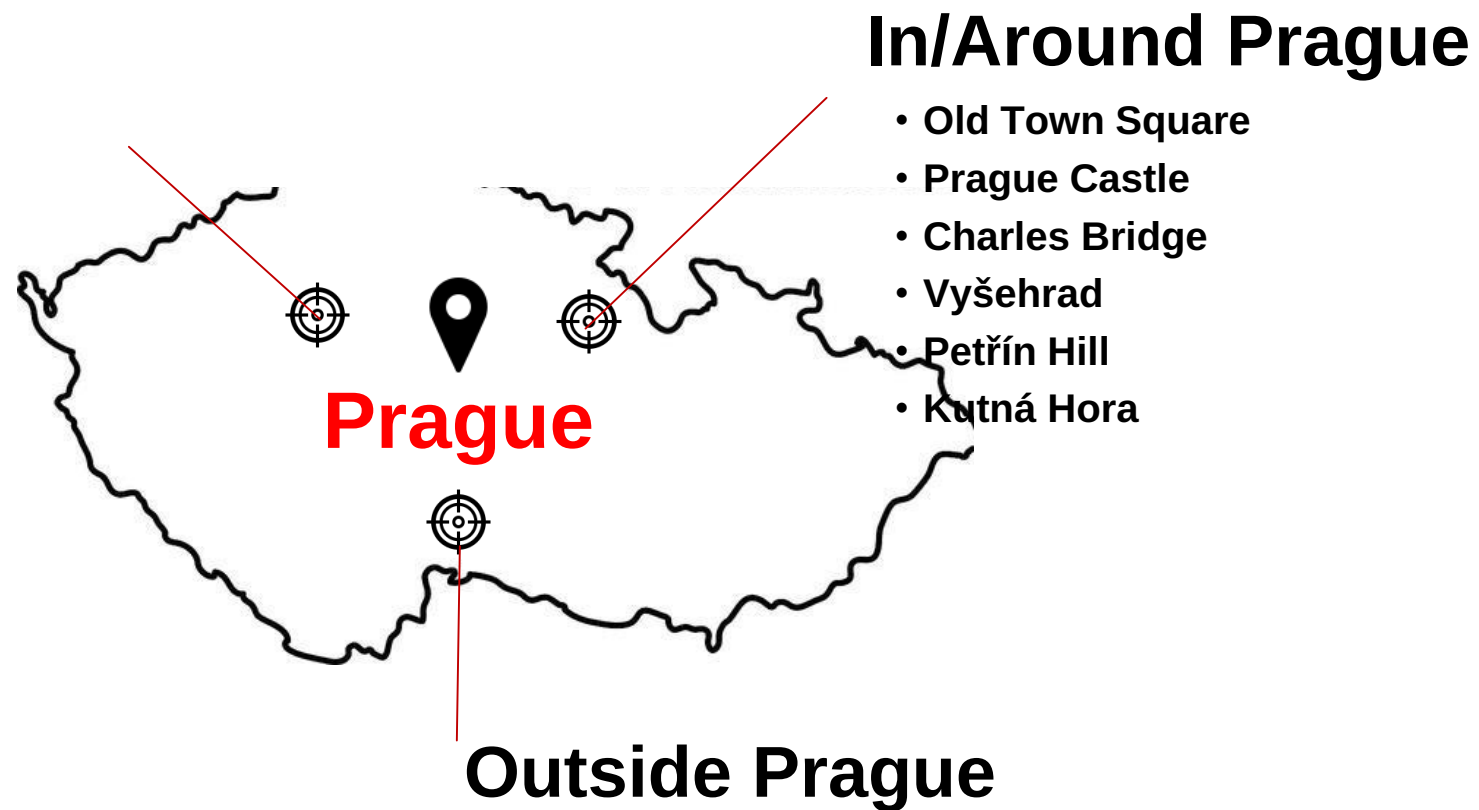 In/Around Prague
• Old Town Square
• Prague Castle
• Charles Bridge
• Vyšehrad
• Petřín Hill
• Kutná Hora
Prague
Outside Prague